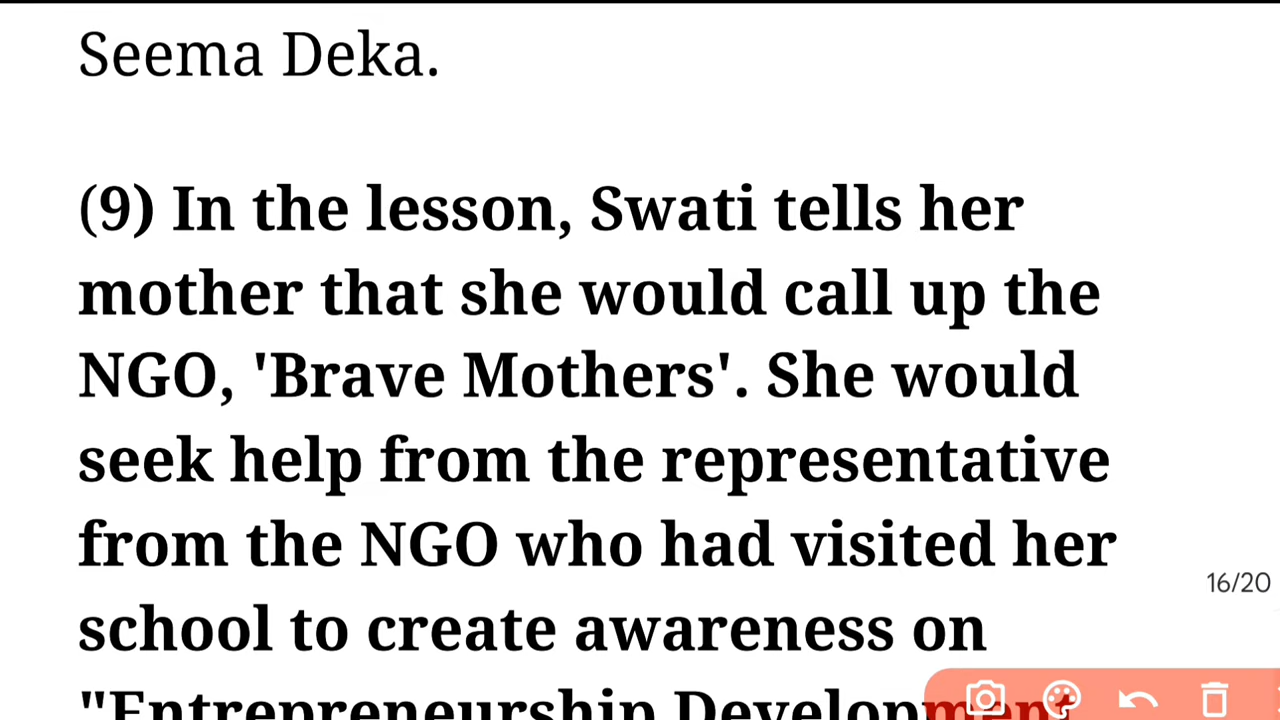 Seema Deka.
(9) In the lesson, Swati tells her
mother that she would call up the
NGO, 'Brave Mothers'. She would
seek help from the representative
from the NGO who had visited her
16/20
school to create awareness on
"Entrepreneurship Development